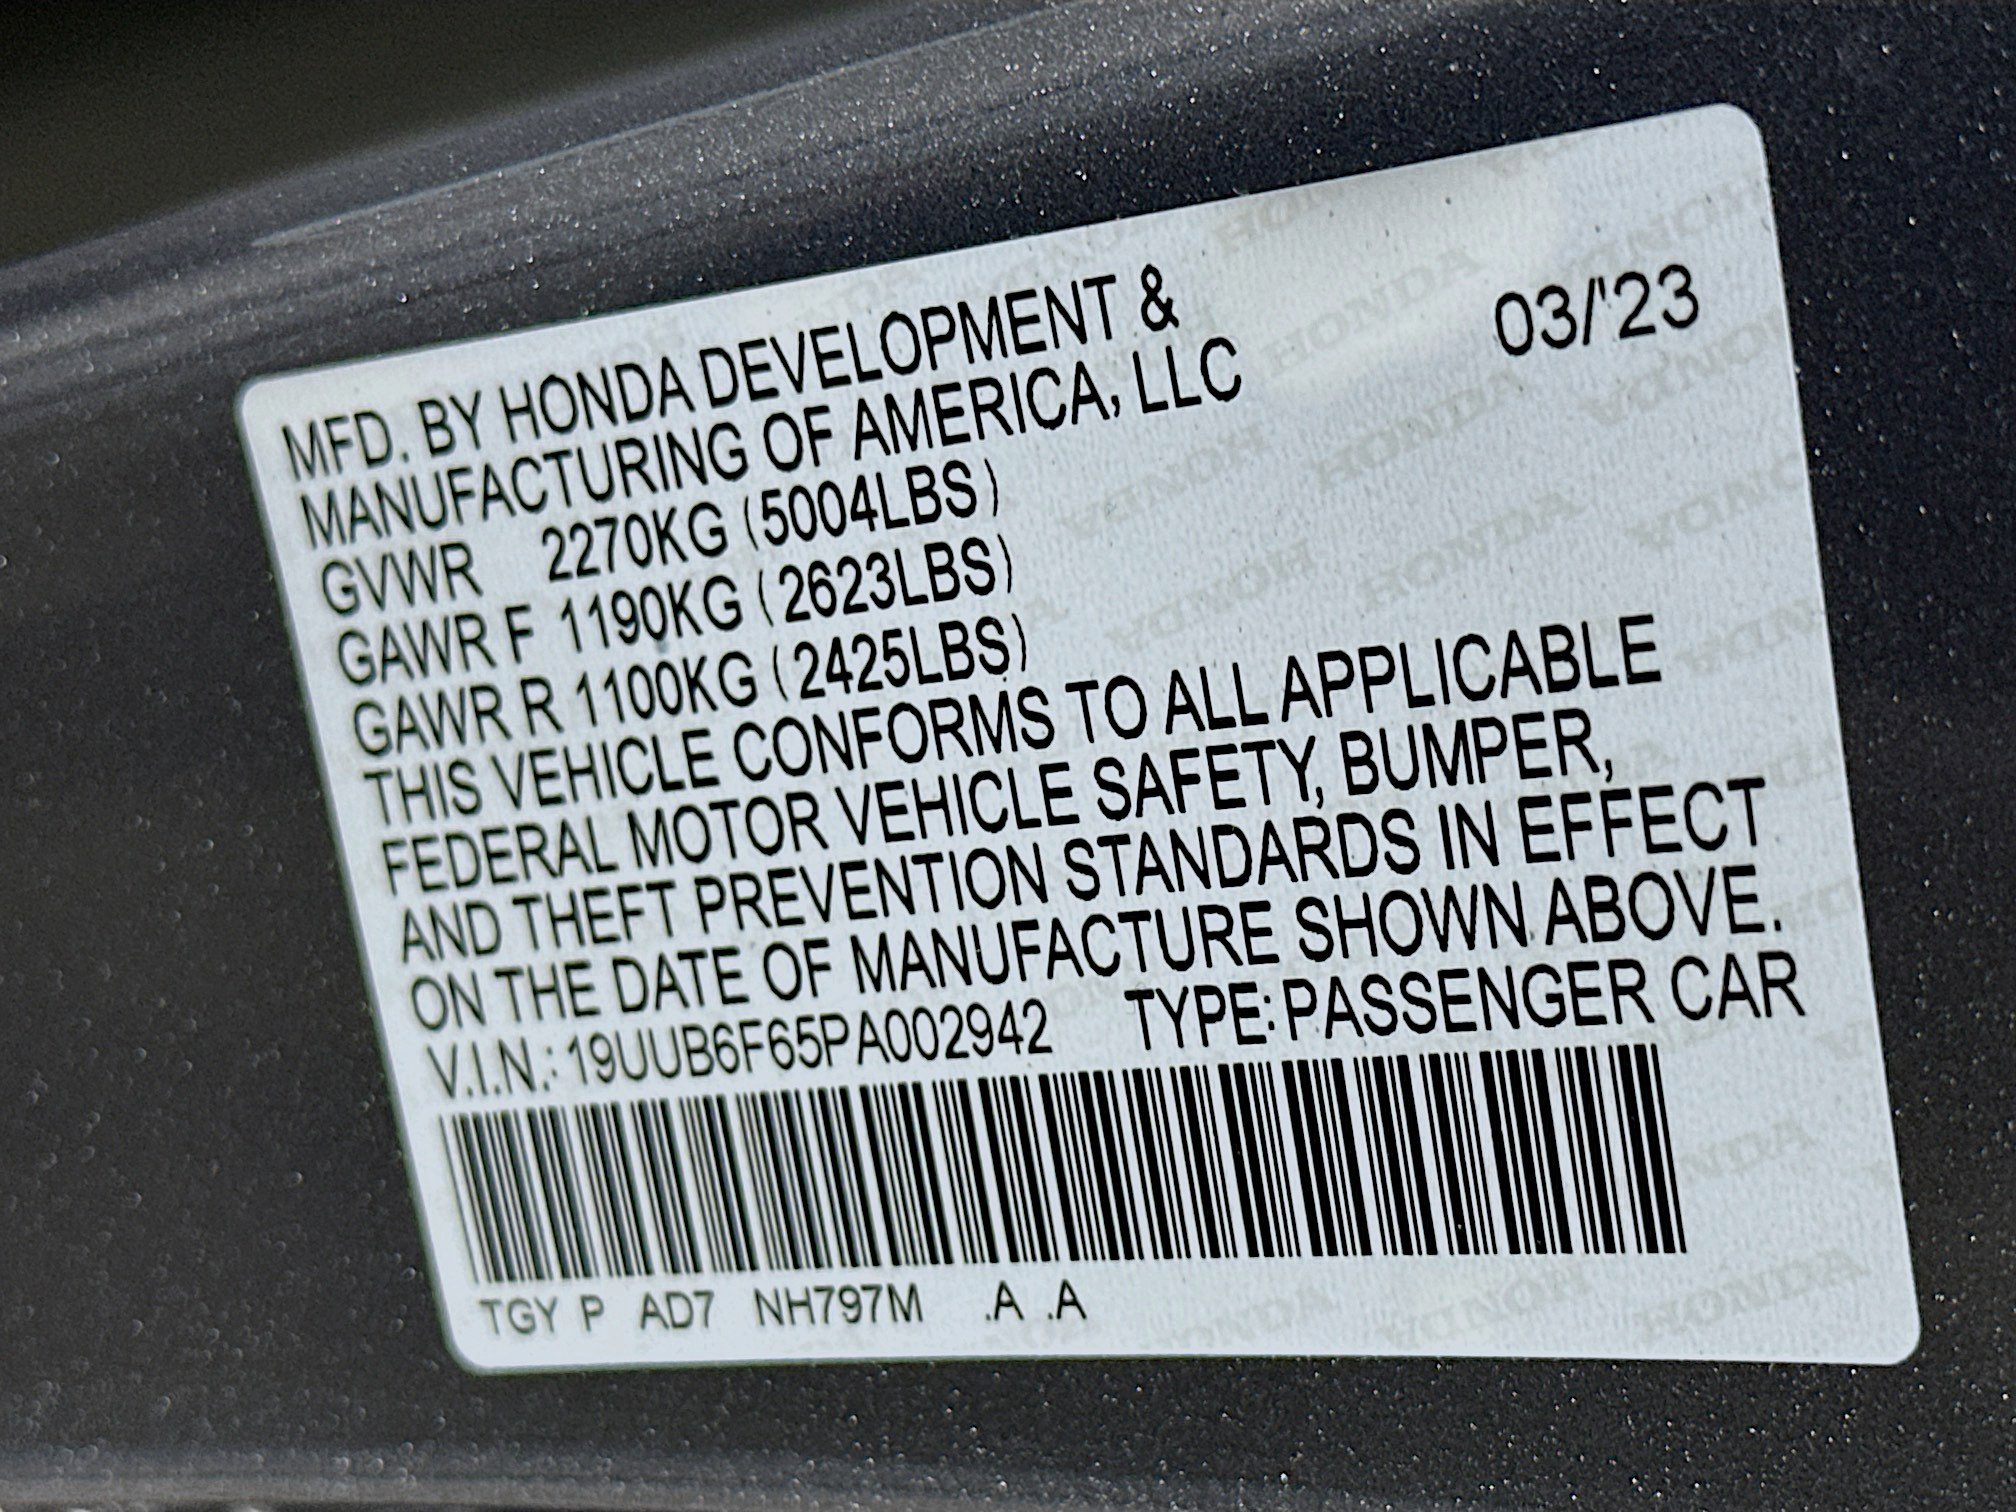 MFD. BY HONDA DEVELOPMENT &
MANUFACTURING OF AMERICA, LLC
03/'23
GVWR 2270KG (5004LBS)
GAWR F 1190KG (2623LBS)
GAWR R 1100KG (2425LBS)
THIS VEHICLE CONFORMS TO ALL APPLICABLE
FEDERAL MOTOR VEHICLE SAFETY, BUMPER,
AND THEFT PREVENTION STANDARDS IN EFFECT
ON THE DATE OF MANUFACTURE SHOWN ABOVE.
V.I.N.: 19UUB6F65PA002942 TYPE: PASSENGER CAR
TGY P AD7 NH797M .A .A